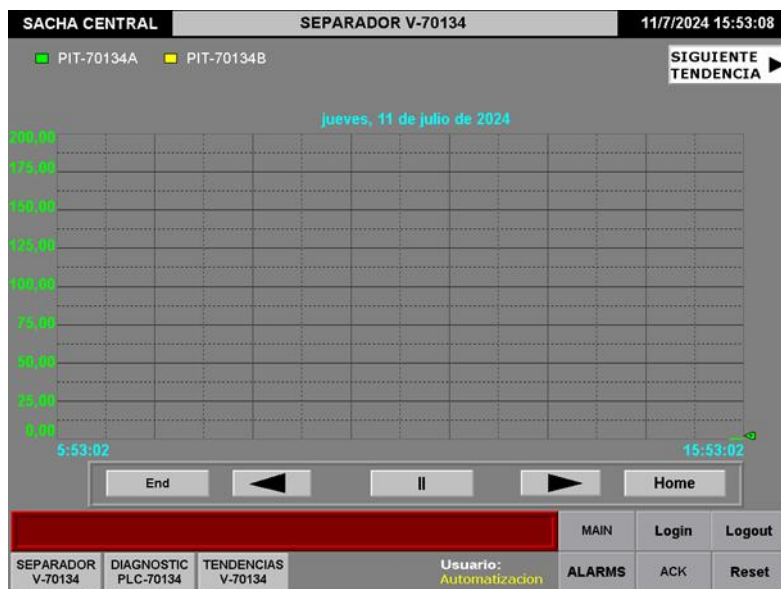 SACHA CENTRAL SEPARADOR V-70134 11/7/2024 15:53:08
PIT-70134A PIT-70134B
SIGUIENTE
TENDENCIA
jueves, 11 de julio de 2024
200,00
175,00
150,00
125,00
100,00
75,00
50,00
25,00
0,00
5:53:02 15:53:02
End II Home
MAIN Login Logout
SEPARADOR
V-70134
DIAGNOSTIC
PLC-70134
TENDENCIAS
V-70134
Usuario:
Automatizacion
ALARMS ACK Reset